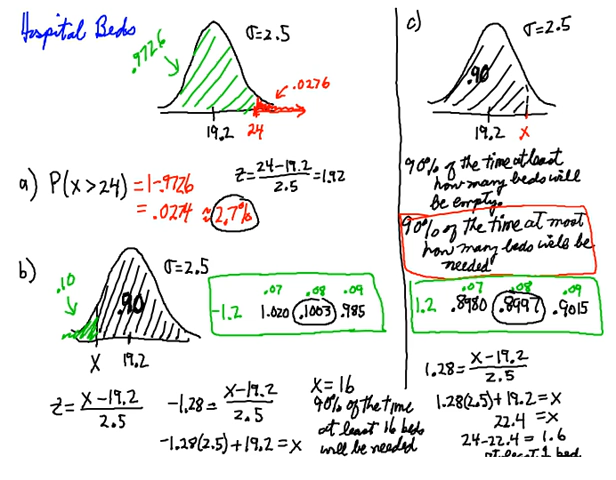 Hospital Beds
σ=2.5
.9726
.0276
19.2 24
a) P(x>24) = 1-.9726
= .0274 ≈ 2.7%
z = 24-19.2 / 2.5 = 1.92
b)
.10
.90
σ=2.5
X 19.2
.07 .08 .09
-1.2 1.020 .1003 .985
z = x-19.2 / 2.5
-1.28 = x-19.2 / 2.5
-1.28(2.5)+19.2 = x
x=16
90% of the time
at least 16 beds
will be needed
c)
σ=2.5
.90
19.2 x
90% of the time at least
how many beds will
be empty.
90% of the time at most
how many beds will be
needed
.07 .08 .09
1.2 .8980 .8997 .9015
1.28 = x-19.2 / 2.5
1.28(2.5)+19.2 = x
22.4 = x
24-22.4 = 1.6
at least 1 bed